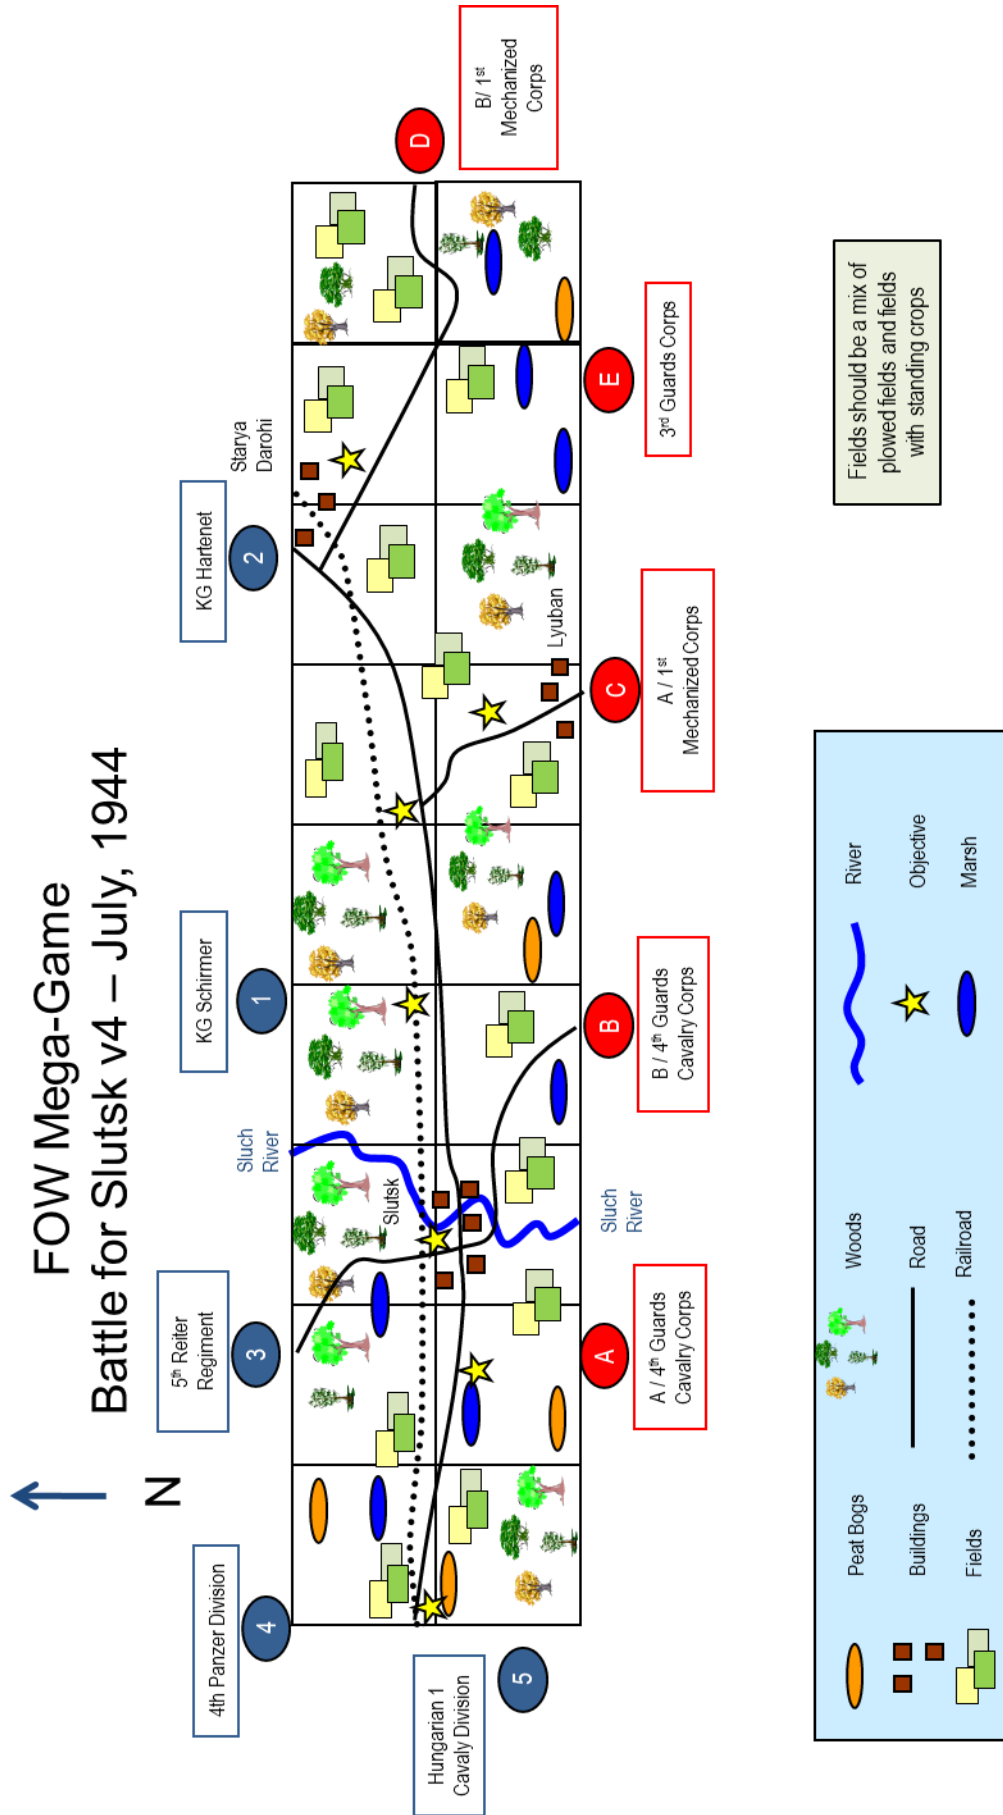 FOW Mega-Game
Battle for Slutsk v4 – July, 1944
N
4th Panzer Division
4
5th Reiter
Regiment
3
KG Schirmer
1
KG Hartenet
2
Hungarian 1
Cavaly Division
5
Sluch
River
Slutsk
Sluch
River
Starya
Darohi
Lyuban
D
B/ 1st
Mechanized
Corps
A
A / 4th Guards
Cavalry Corps
B
B / 4th Guards
Cavalry Corps
C
A / 1st
Mechanized Corps
E
3rd Guards Corps
Peat Bogs
Woods
River
Buildings
Road
Objective
Fields
Railroad
Marsh
Fields should be a mix of
plowed fields and fields
with standing crops